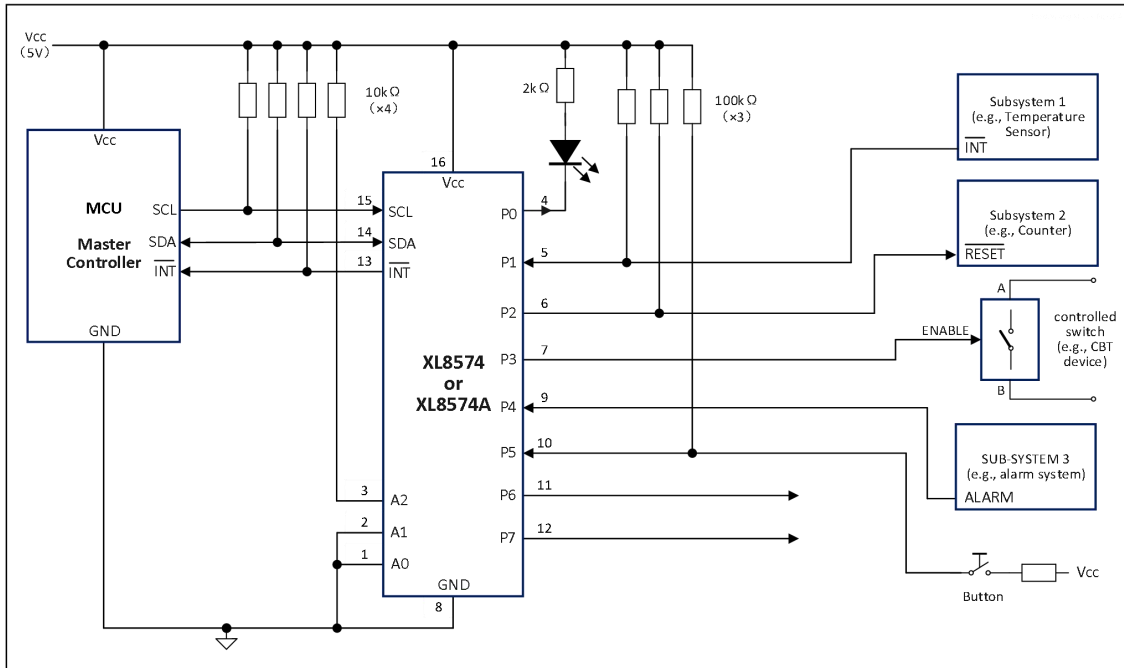 Vcc
(5V)
10kΩ
(×4)
2kΩ
100kΩ
(×3)
Subsystem 1
(e.g., Temperature
Sensor)
INT
Vcc
MCU
Master
Controller
SCL
SDA
INT
GND
16
Vcc
15
SCL
14
SDA
13
INT
XL8574
or
XL8574A
3
A2
2
A1
1
A0
GND
8
P0
4
P1
5
P2
6
P3
7
P4
9
P5
10
P6
11
P7
12
Subsystem 2
(e.g., Counter)
RESET
A
ENABLE
B
controlled
switch
(e.g., CBT
device)
SUB-SYSTEM 3
(e.g., alarm system)
ALARM
Button
Vcc